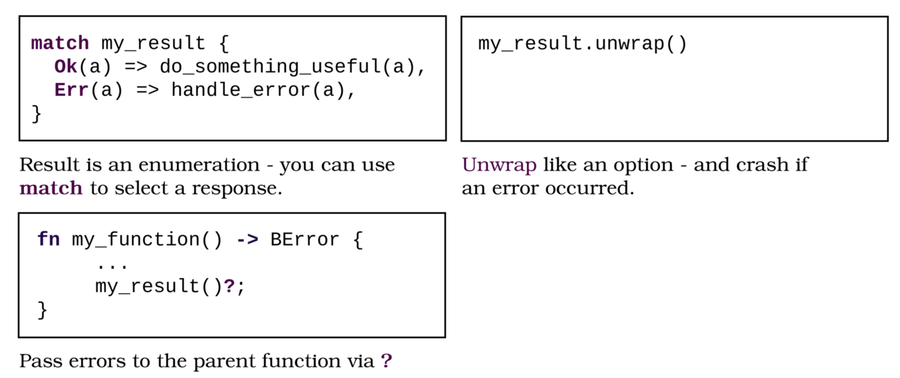 match my_result {
Ok(a) => do_something_useful(a),
Err(a) => handle_error(a),
}
Result is an enumeration - you can use
match to select a response.
my_result.unwrap()
Unwrap like an option - and crash if
an error occurred.
fn my_function() -> BError {
...
my_result()?;
}
Pass errors to the parent function via ?